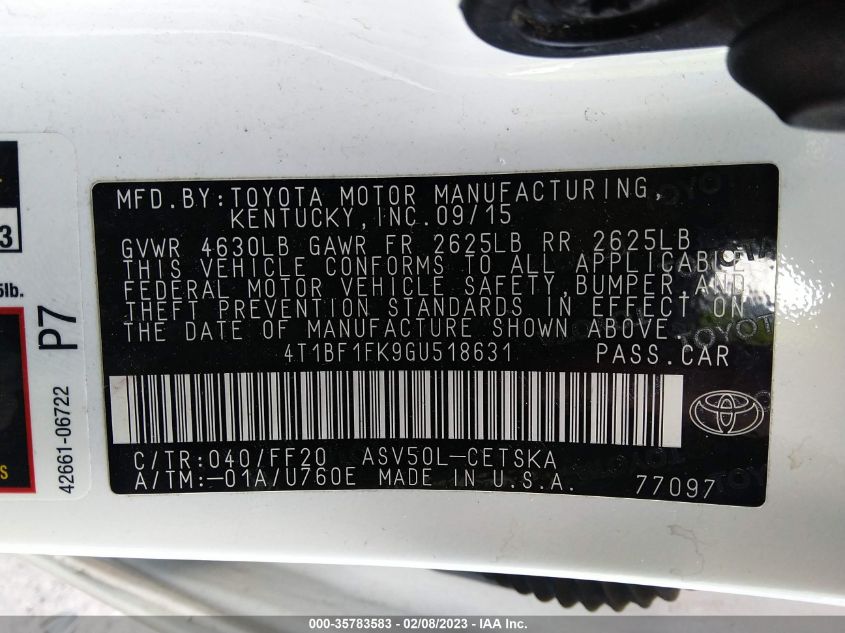 MFD.BY:TOYOTA MOTOR MANUFACTURING,
KENTUCKY,INC.09/15
GVWR 4630LB GAWR FR 2625LB RR 2625LB
THIS VEHICLE CONFORMS TO ALL APPLICABLE
FEDERAL MOTOR VEHICLE SAFETY,BUMPER,AND
THEFT PREVENTION STANDARDS IN EFFECT ON
THE DATE OF MANUFACTURE SHOWN ABOVE.
4T1BF1FK9GU518631 PASS.CAR
C/TR:040/FF20 ASV50L-CETSKA
A/TM:-01A/U760E MADE IN U.S.A. 77097
TOYOTA
P7
42661-06722
3
5lb.
S
000-35783583 - 02/08/2023 - IAA Inc.